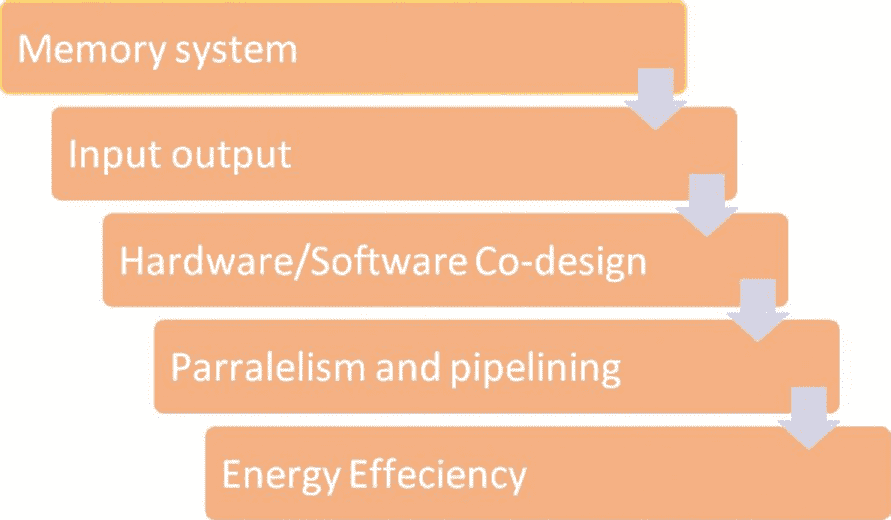 Memory system
Input output
Hardware/Software Co-design
Parralelism and pipelining
Energy Effeciency